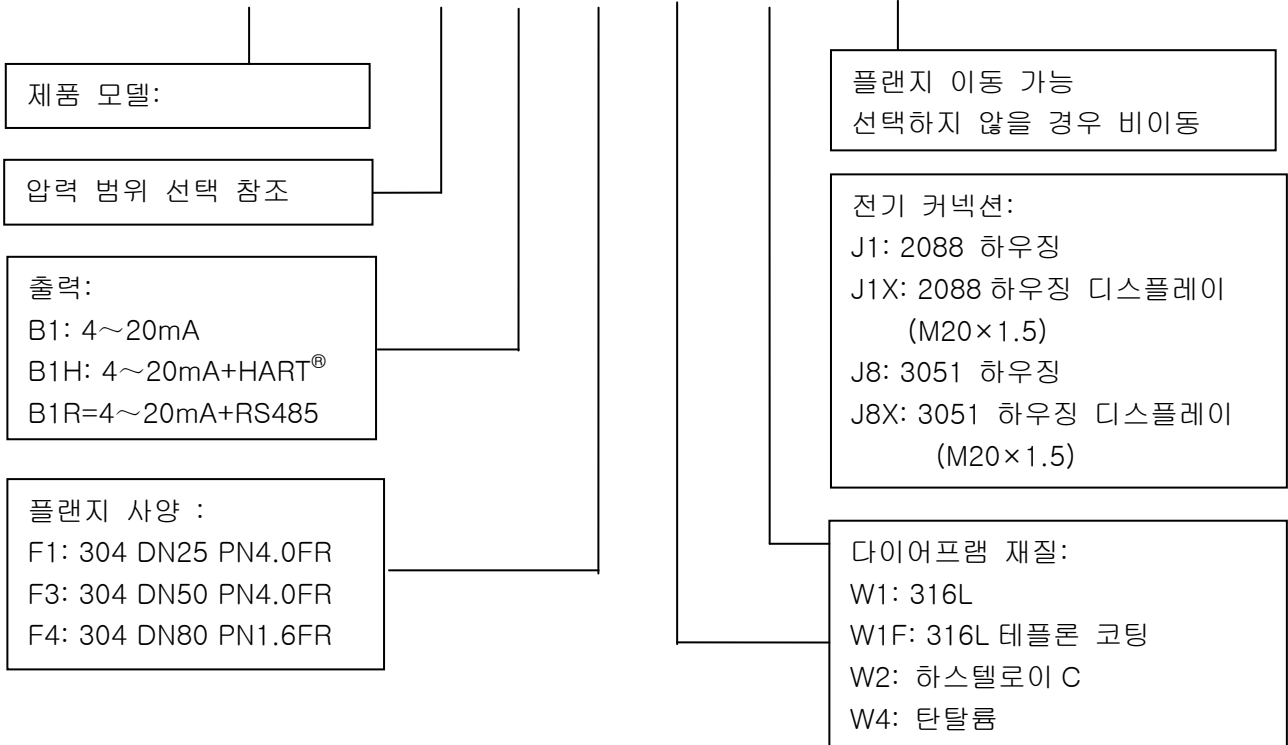 제품 모델:
압력 범위 선택 참조
출력:
B1: 4~20mA
B1H: 4~20mA+HART®
B1R=4~20mA+RS485
플랜지 사양 :
F1: 304 DN25 PN4.0FR
F3: 304 DN50 PN4.0FR
F4: 304 DN80 PN1.6FR
플랜지 이동 가능
선택하지 않을 경우 비이동
전기 커넥션:
J1: 2088 하우징
J1X: 2088 하우징 디스플레이
(M20×1.5)
J8: 3051 하우징
J8X: 3051 하우징 디스플레이
(M20×1.5)
다이어프램 재질:
W1: 316L
W1F: 316L 테플론 코팅
W2: 하스텔로이 C
W4: 탄탈륨